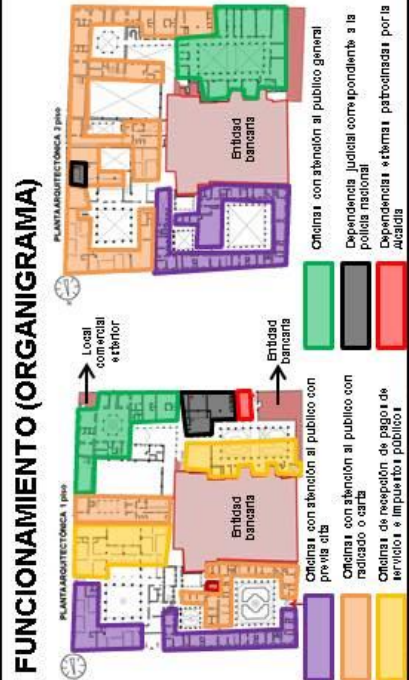 FUNCIONAMIENTO (ORGANIGRAMA)
PLANTA ARQUITECTÓNICA 1 piso
PLANTA ARQUITECTÓNICA 2 piso
Local
comercial
exterior
Entidad
bancaria
Entidad
bancaria
Entidad
bancaria
Oficinas con atención al publico con
previa cita
Oficinas con atención al publico con
radicado o carta
Oficinas de recepción de pagos de
servicios e impuestos públicos
Oficinas con atención al publico general
Dependencia judicial correspondiente a la
policía nacional
Dependencias externas patrocinadas por la
Alcaldía